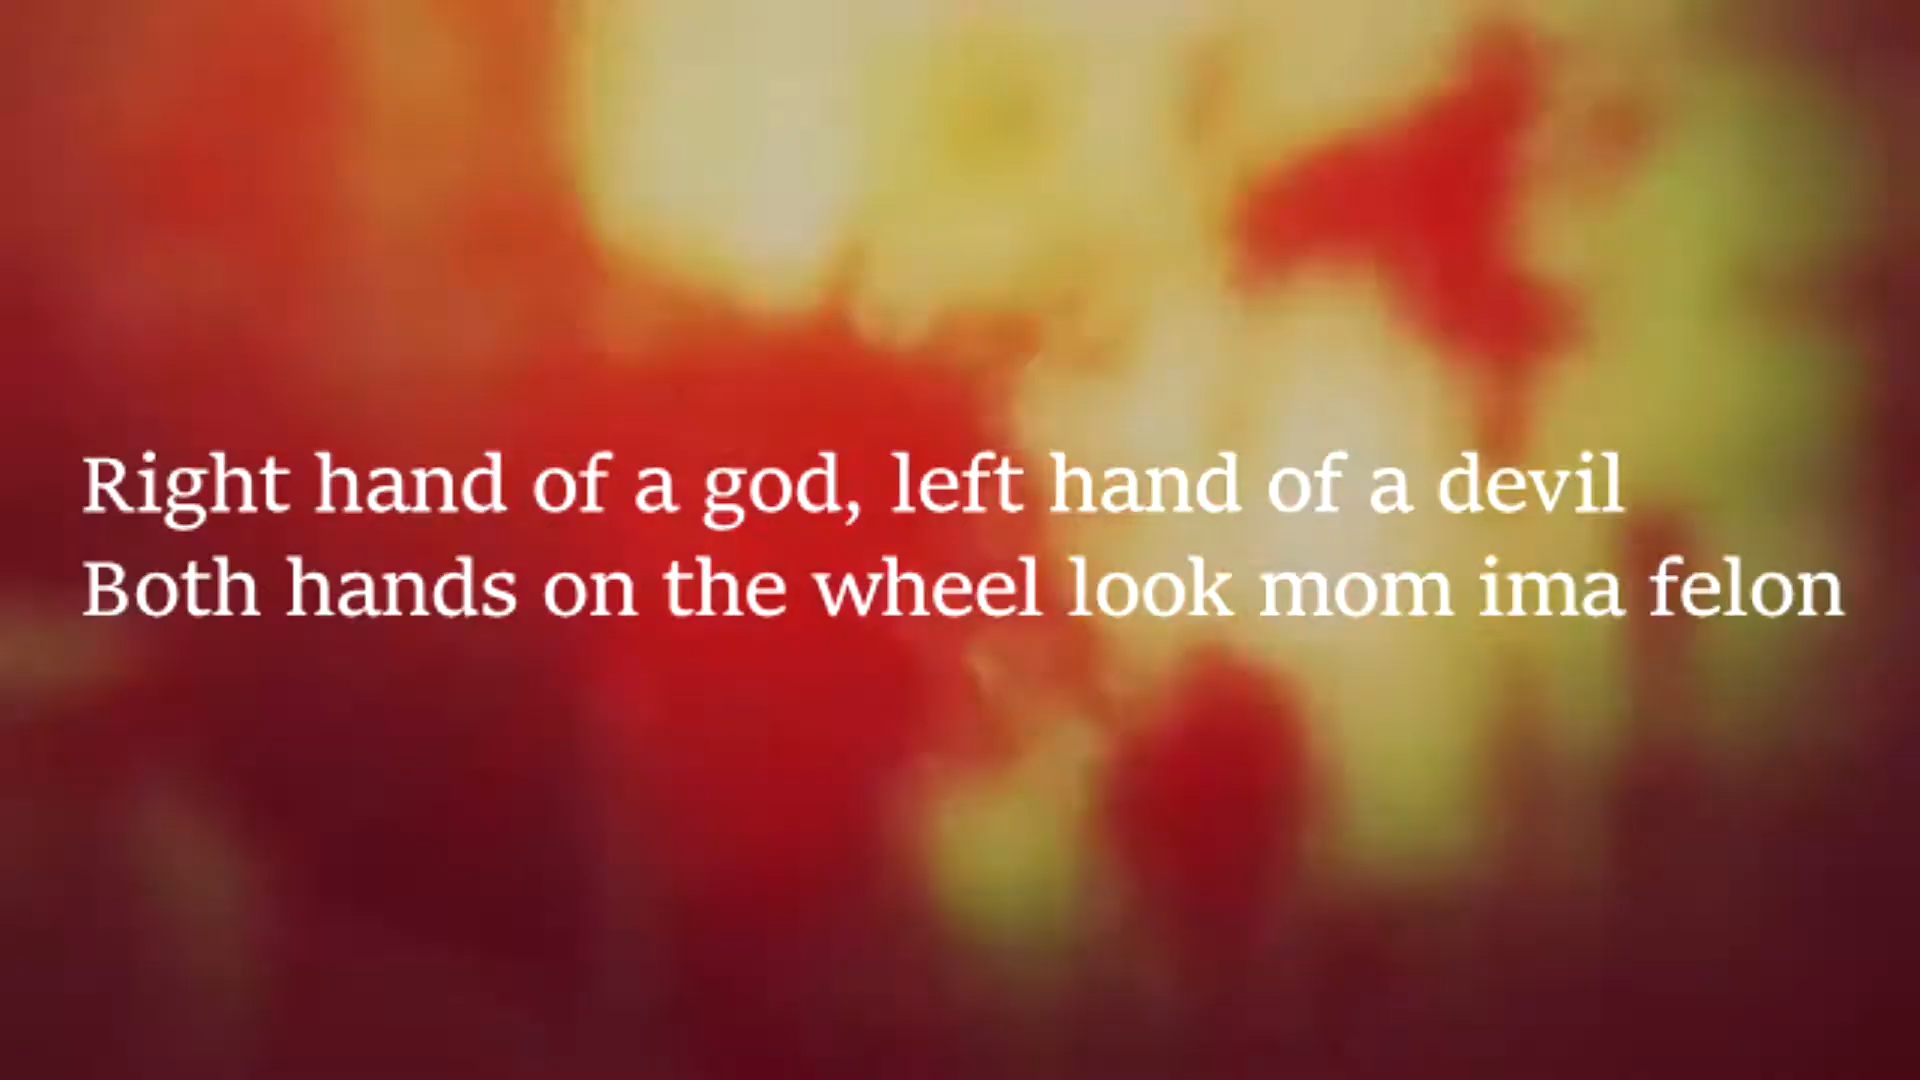 Right hand of a god, left hand of a devil
Both hands on the wheel look mom ima felon